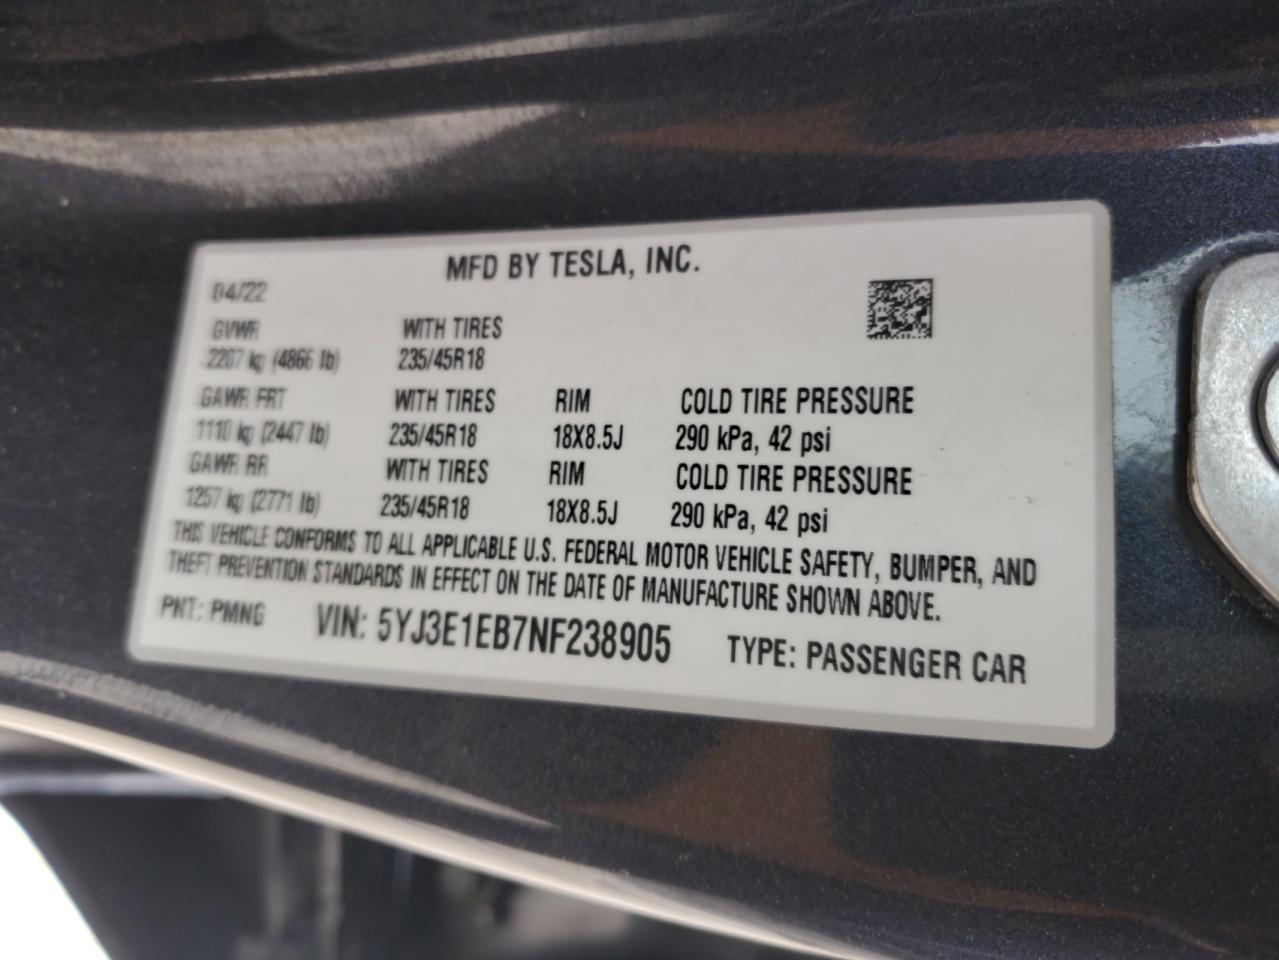 MFD BY TESLA, INC.
04/22
GVWR WITH TIRES
2207 kg (4866 lb) 235/45R18
GAWR FRT WITH TIRES RIM COLD TIRE PRESSURE
1110 kg (2447 lb) 235/45R18 18X8.5J 290 kPa, 42 psi
GAWR RR WITH TIRES RIM COLD TIRE PRESSURE
1257 kg (2771 lb) 235/45R18 18X8.5J 290 kPa, 42 psi
THIS VEHICLE CONFORMS TO ALL APPLICABLE U.S. FEDERAL MOTOR VEHICLE SAFETY, BUMPER, AND
THEFT PREVENTION STANDARDS IN EFFECT ON THE DATE OF MANUFACTURE SHOWN ABOVE.
PNT: PMNG VIN: 5YJ3E1EB7NF238905 TYPE: PASSENGER CAR